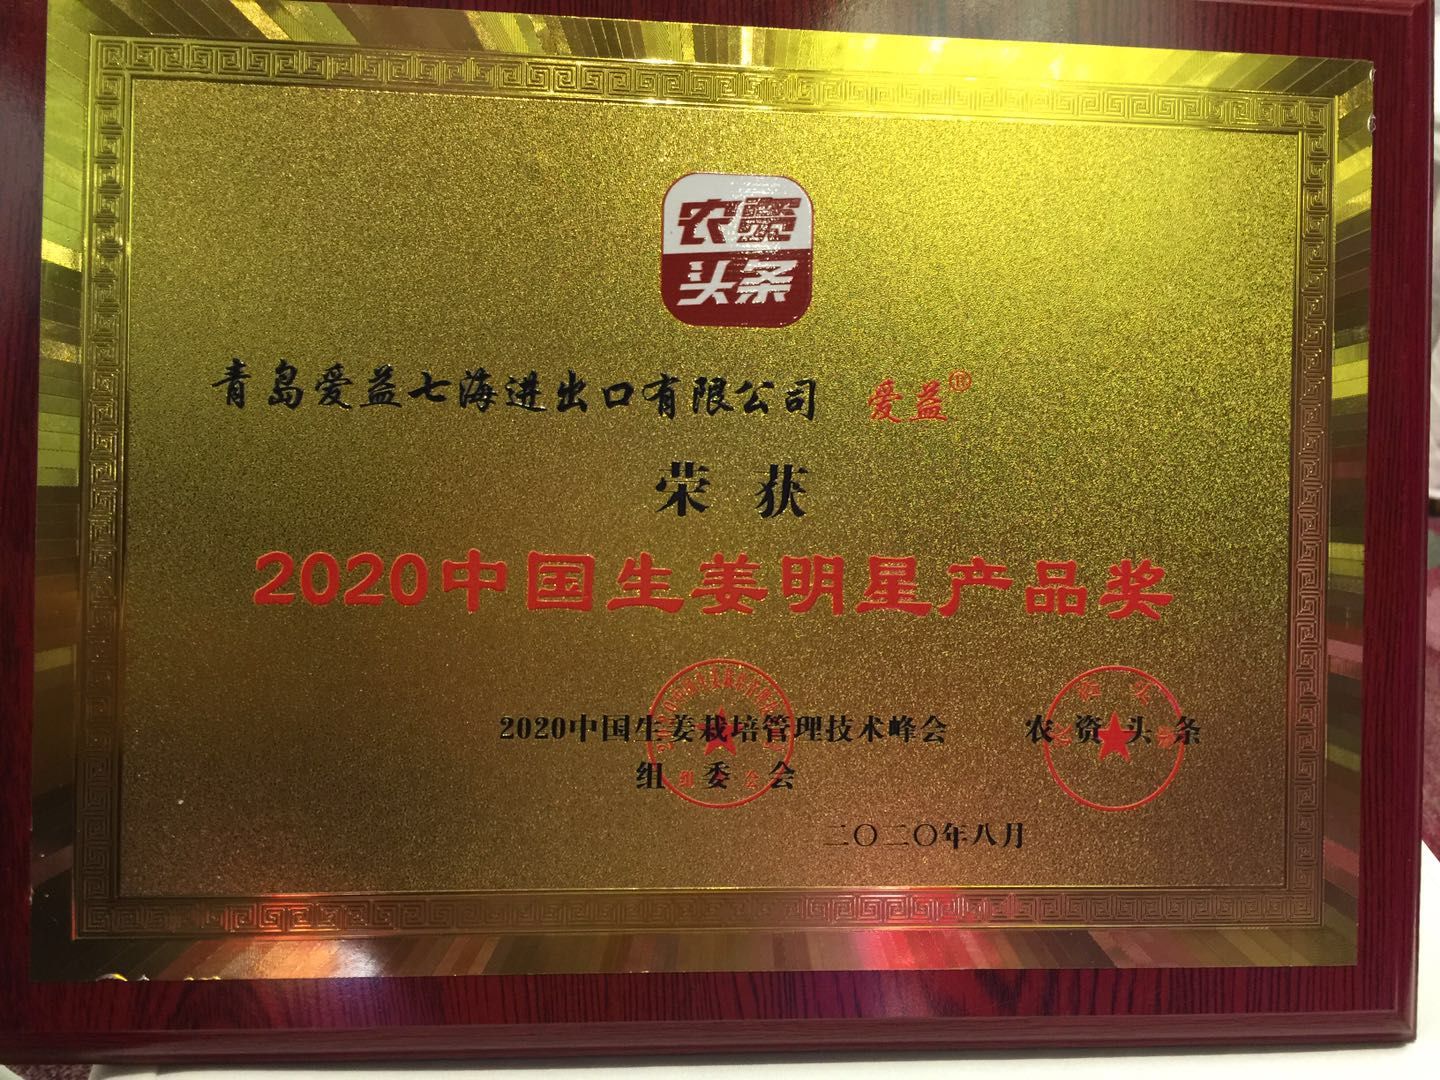 农资
头条
青岛爱益七海进出口有限公司 爱益®
荣获
2020中国生姜明星产品奖
2020中国生姜栽培管理技术峰会 农资头条
组委会
二〇二〇年八月